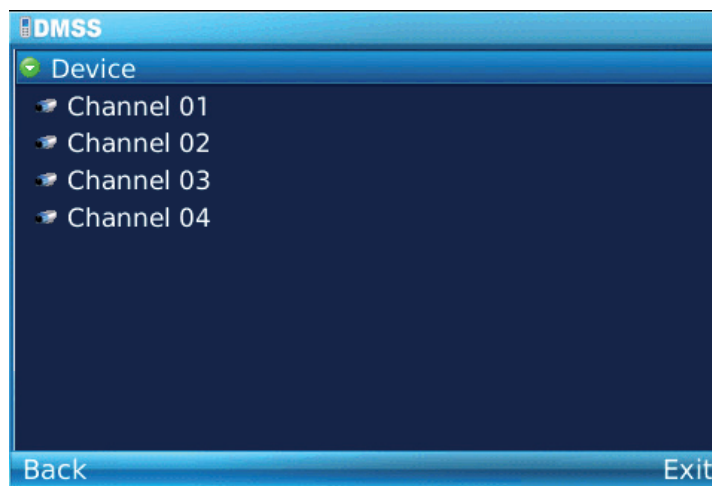 DMSS
Device
Channel 01
Channel 02
Channel 03
Channel 04
Back Exit